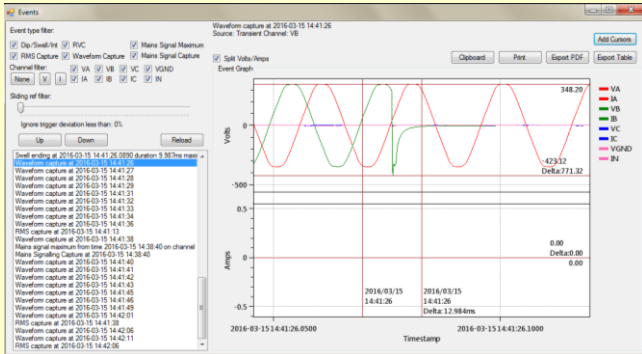 Events
Event type filter:
Dip/Swell/Int RVC Mains Signal Maximum
RMS Capture Waveform Capture Mains Signal Capture
Channel filter: VA VB VC VGND
None V I IA IB IC IN
Sliding ref filter:
Ignore trigger deviation less than: 0%
Up Down Reload
Swell ending at 2016-03-15 14:41:26.0890 duration 9.987ms maxi
Waveform capture at 2016-03-15 14:41:26
Waveform capture at 2016-03-15 14:41:27
Waveform capture at 2016-03-15 14:41:28
Waveform capture at 2016-03-15 14:41:29
Waveform capture at 2016-03-15 14:41:31
Waveform capture at 2016-03-15 14:41:32
Waveform capture at 2016-03-15 14:41:33
Waveform capture at 2016-03-15 14:41:34
Waveform capture at 2016-03-15 14:41:36
RMS capture at 2016-03-15 14:41:13
Waveform capture at 2016-03-15 14:41:38
Mains signal maximum from time 2016-03-15 14:38:40 on channel
Mains Signalling Capture at 2016-03-15 14:38:40
Waveform capture at 2016-03-15 14:41:40
Waveform capture at 2016-03-15 14:41:41
Waveform capture at 2016-03-15 14:41:42
Waveform capture at 2016-03-15 14:41:43
Waveform capture at 2016-03-15 14:41:45
Waveform capture at 2016-03-15 14:41:46
Waveform capture at 2016-03-15 14:41:49
Waveform capture at 2016-03-15 14:42:01
RMS capture at 2016-03-15 14:41:38
Waveform capture at 2016-03-15 14:42:06
Waveform capture at 2016-03-15 14:42:11
RMS capture at 2016-03-15 14:42:06
Waveform capture at 2016-03-15 14:41:26
Source: Transient Channel: VB
Add Cursors
Split Volts/Amps
Clipboard Print Export PDF Export Table
Event Graph
348.20
-423.12
Delta:771.32
Volts
0
-500
VA
IA
VB
IB
VC
IC
VGND
IN
0.5
0.0
-0.5
Amps
0.00
Delta:0.00
0.00
2016/03/15
14:41:26
2016/03/15
14:41:26
Delta:12.984ms
2016-03-15 14:41:26.0500
2016-03-15 14:41:26.1000
Timestamp